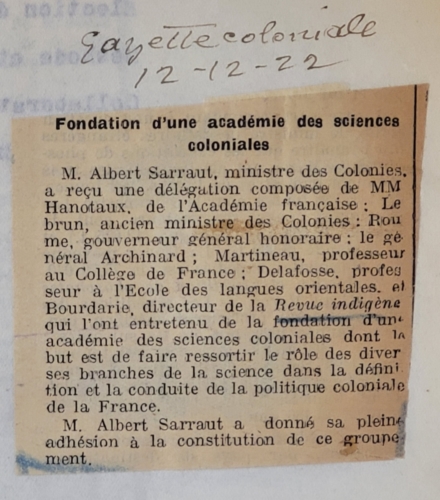 Gazette coloniale
12-12-22
Fondation d'une académie des sciences
coloniales
M. Albert Sarraut, ministre des Colonies,
a reçu une délégation composée de MM
Hanotaux, de l'Académie française ; Le
brun, ancien ministre des Colonies ; Rou
me, gouverneur général honoraire ; le gé
néral Archinard ; Martineau, professeur
au Collège de France ; Delafosse, profes
seur à l'Ecole des langues orientales, et
Bourdarie, directeur de la Revue indigène
qui l'ont entretenu de la fondation d'une
académie des sciences coloniales dont le
but est de faire ressortir le rôle des diver
ses branches de la science dans la défini
tion et la conduite de la politique coloniale
de la France.
M. Albert Sarraut a donné sa pleine
adhésion à la constitution de ce groupe
ment.